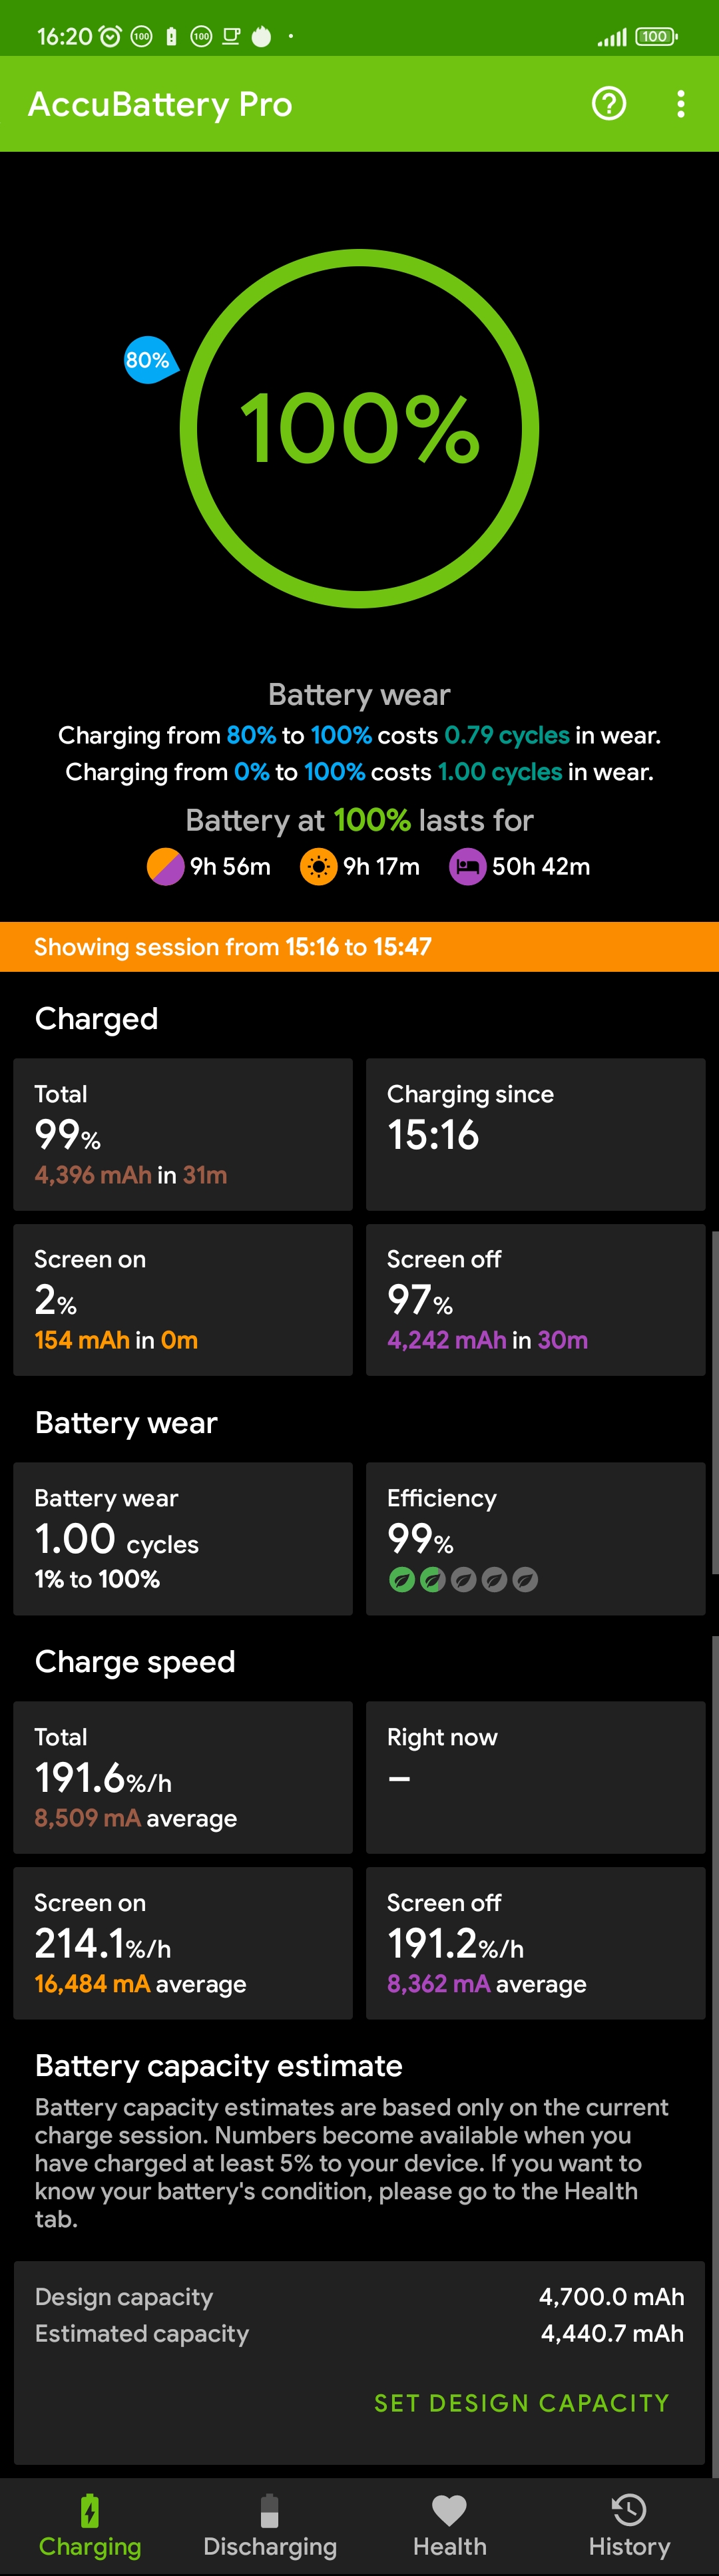 16:20 100 100 100
AccuBattery Pro
80%
100%
Battery wear
Charging from 80% to 100% costs 0.79 cycles in wear.
Charging from 0% to 100% costs 1.00 cycles in wear.
Battery at 100% lasts for
9h 56m 9h 17m 50h 42m
Showing session from 15:16 to 15:47
Charged
Total
99%
4,396 mAh in 31m
Charging since
15:16
Screen on
2%
154 mAh in 0m
Screen off
97%
4,242 mAh in 30m
Battery wear
Battery wear
1.00 cycles
1% to 100%
Efficiency
99%
Charge speed
Total
191.6%/h
8,509 mA average
Right now
–
Screen on
214.1%/h
16,484 mA average
Screen off
191.2%/h
8,362 mA average
Battery capacity estimate
Battery capacity estimates are based only on the current
charge session. Numbers become available when you
have charged at least 5% to your device. If you want to
know your battery's condition, please go to the Health
tab.
Design capacity 4,700.0 mAh
Estimated capacity 4,440.7 mAh
SET DESIGN CAPACITY
Charging Discharging Health History